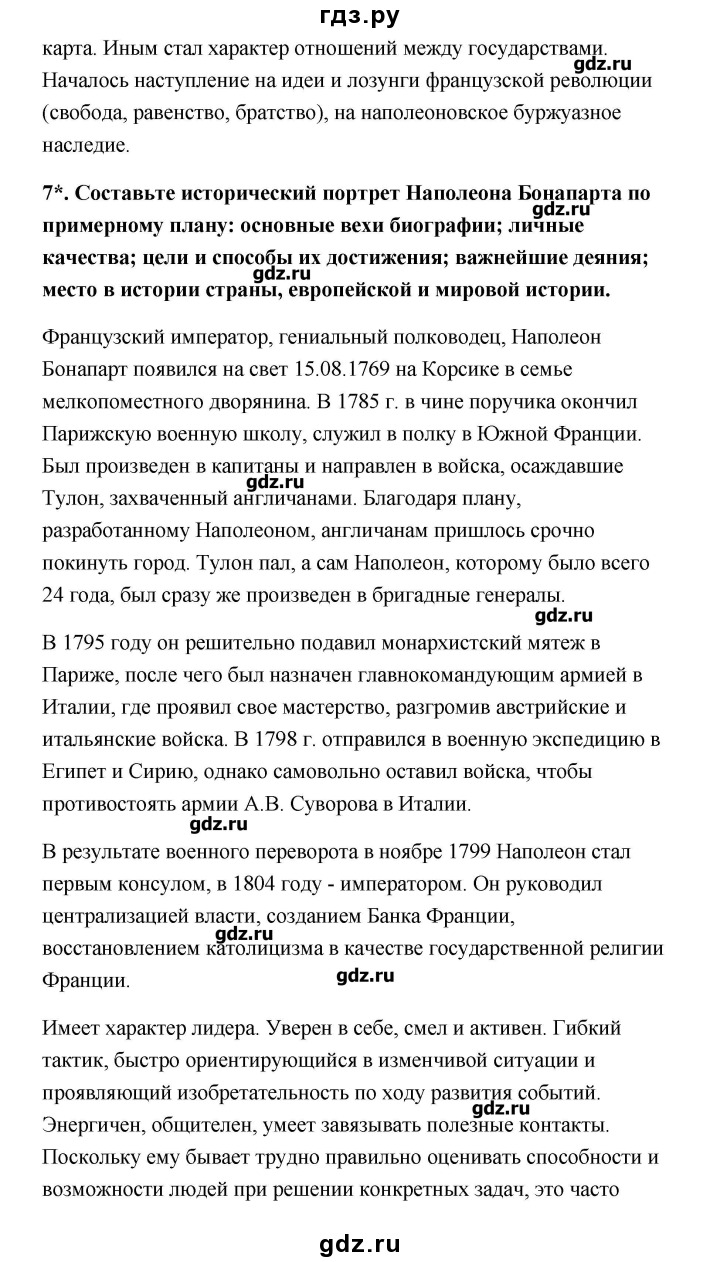 гдз.ру
карта. Иным стал характер отношений между государствами.
gdz.ru
Началось наступление на идеи и лозунги французской революции
(свобода, равенство, братство), на наполеоновское буржуазное
наследие.
7*. Составьте исторический портрет Наполеона Бонапарта по
gdz.ru
примерному плану: основные вехи биографии; личные
качества; цели и способы их достижения; важнейшие деяния;
gdz.ru
место в истории страны, европейской и мировой истории.
Французский император, гениальный полководец, Наполеон
Бонапарт появился на свет 15.08.1769 на Корсике в семье
мелкопоместного дворянина. В 1785 г. в чине поручика окончил
Парижскую военную школу, служил в полку в Южной Франции.
Был произведен в капитаны и направлен в войска, осаждавшие
gdz.ru
Тулон, захваченный англичанами. Благодаря плану,
разработанному Наполеоном, англичанам пришлось срочно
покинуть город. Тулон пал, а сам Наполеон, которому было всего
24 года, был сразу же произведен в бригадные генералы.
gdz.ru
В 1795 году он решительно подавил монархистский мятеж в
Париже, после чего был назначен главнокомандующим армией в
Италии, где проявил свое мастерство, разгромив австрийские и
итальянские войска. В 1798 г. отправился в военную экспедицию в
Египет и Сирию, однако самовольно оставил войска, чтобы
противостоять армии А.В. Суворова в Италии.
gdz.ru
В результате военного переворота в ноябре 1799 Наполеон стал
первым консулом, в 1804 году - императором. Он руководил
централизацией власти, созданием Банка Франции,
gdz.ru
восстановлением католицизма в качестве государственной религии
Франции.
gdz.ru
Имеет характер лидера. Уверен в себе, смел и активен. Гибкий
тактик, быстро ориентирующийся в изменчивой ситуации и
проявляющий изобретательность по ходу развития событий.
gdz.ru
Энергичен, общителен, умеет завязывать полезные контакты.
Поскольку ему бывает трудно правильно оценивать способности и
возможности людей при решении конкретных задач, это часто
gdz.ru